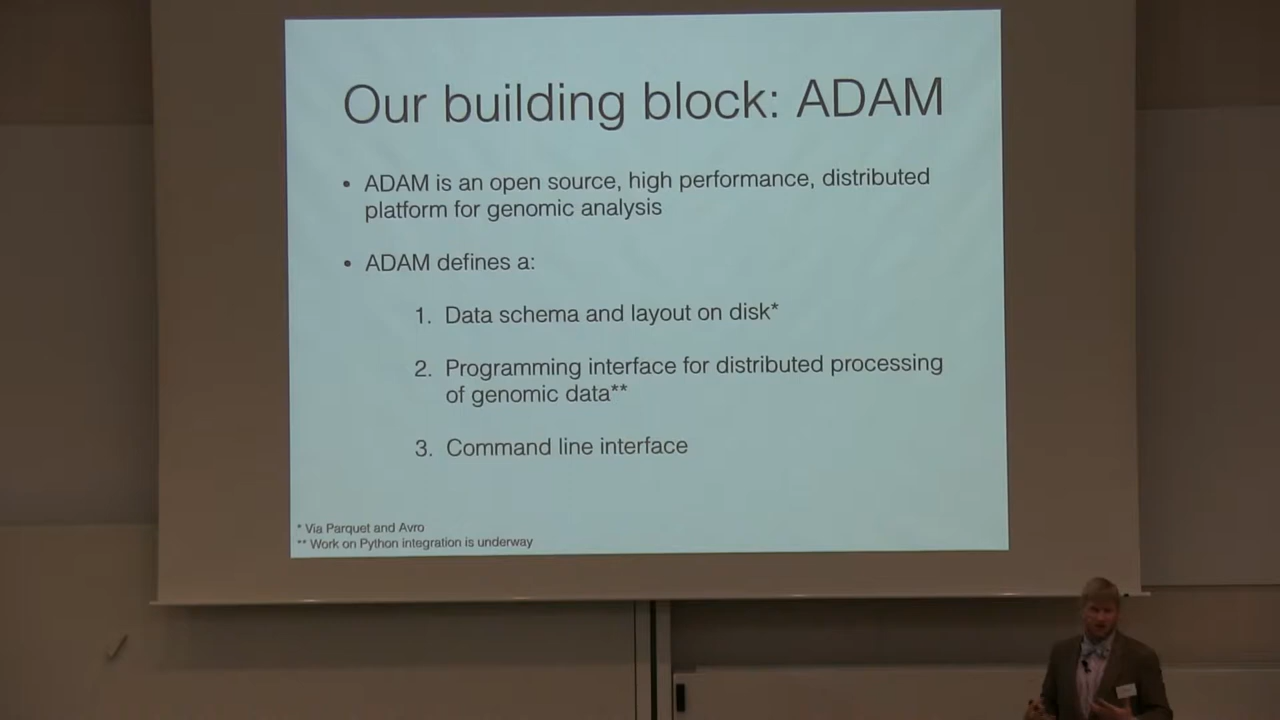 Our building block: ADAM
• ADAM is an open source, high performance, distributed
platform for genomic analysis
• ADAM defines a:
1. Data schema and layout on disk*
2. Programming interface for distributed processing
of genomic data**
3. Command line interface
* Via Parquet and Avro
** Work on Python integration is underway